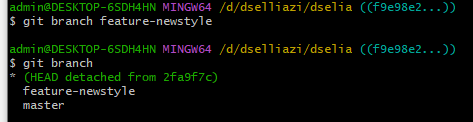 admin@DESKTOP-6SDH4HN MINGW64 /d/dselliazi/dselia ((f9e98e2...))
$ git branch feature-newstyle
admin@DESKTOP-6SDH4HN MINGW64 /d/dselliazi/dselia ((f9e98e2...))
$ git branch
* (HEAD detached from 2fa9f7c)
feature-newstyle
master